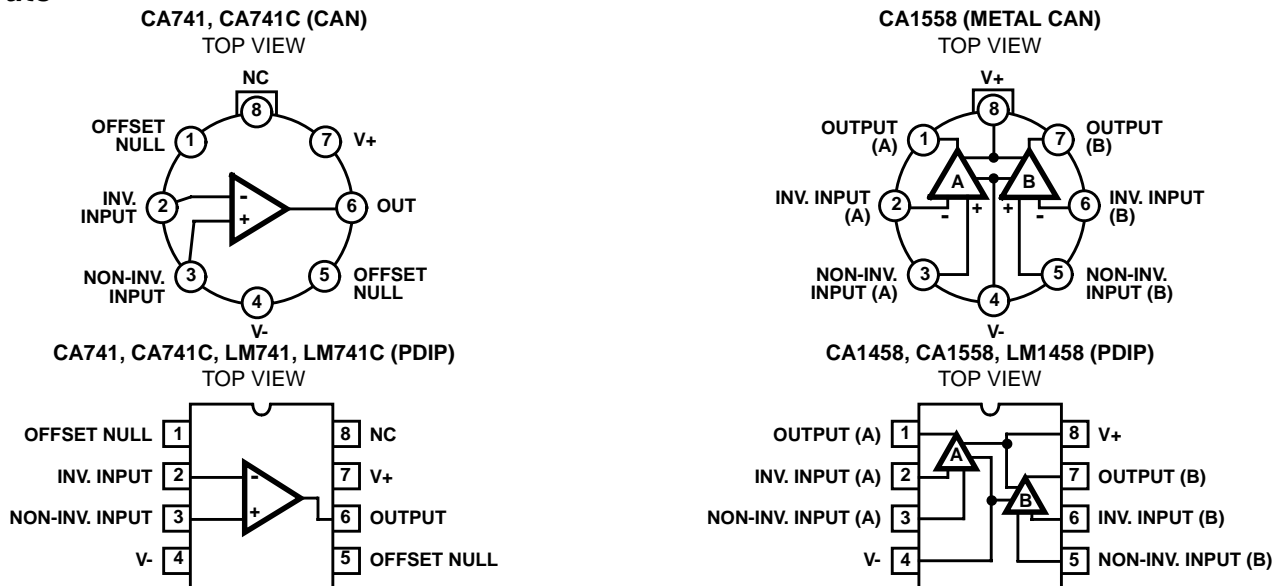 CA741, CA741C (CAN)
TOP VIEW
NC
8
OFFSET
NULL
1
7
V+
INV.
INPUT
2
-
+
6
OUT
NON-INV.
INPUT
3
5
OFFSET
NULL
4
V-
CA1558 (METAL CAN)
TOP VIEW
V+
8
OUTPUT
(A)
1
7
OUTPUT
(B)
A
B
INV. INPUT
(A)
2
-
+
+
-
6
INV. INPUT
(B)
NON-INV.
INPUT (A)
3
5
NON-INV.
INPUT (B)
4
V-
CA741, CA741C, LM741, LM741C (PDIP)
TOP VIEW
OFFSET NULL 1
8 NC
INV. INPUT 2
-
7 V+
NON-INV. INPUT 3
+
6 OUTPUT
V- 4
5 OFFSET NULL
CA1458, CA1558, LM1458 (PDIP)
TOP VIEW
OUTPUT (A) 1
8 V+
A
INV. INPUT (A) 2
7 OUTPUT (B)
B
NON-INV. INPUT (A) 3
6 INV. INPUT (B)
V- 4
5 NON-INV. INPUT (B)